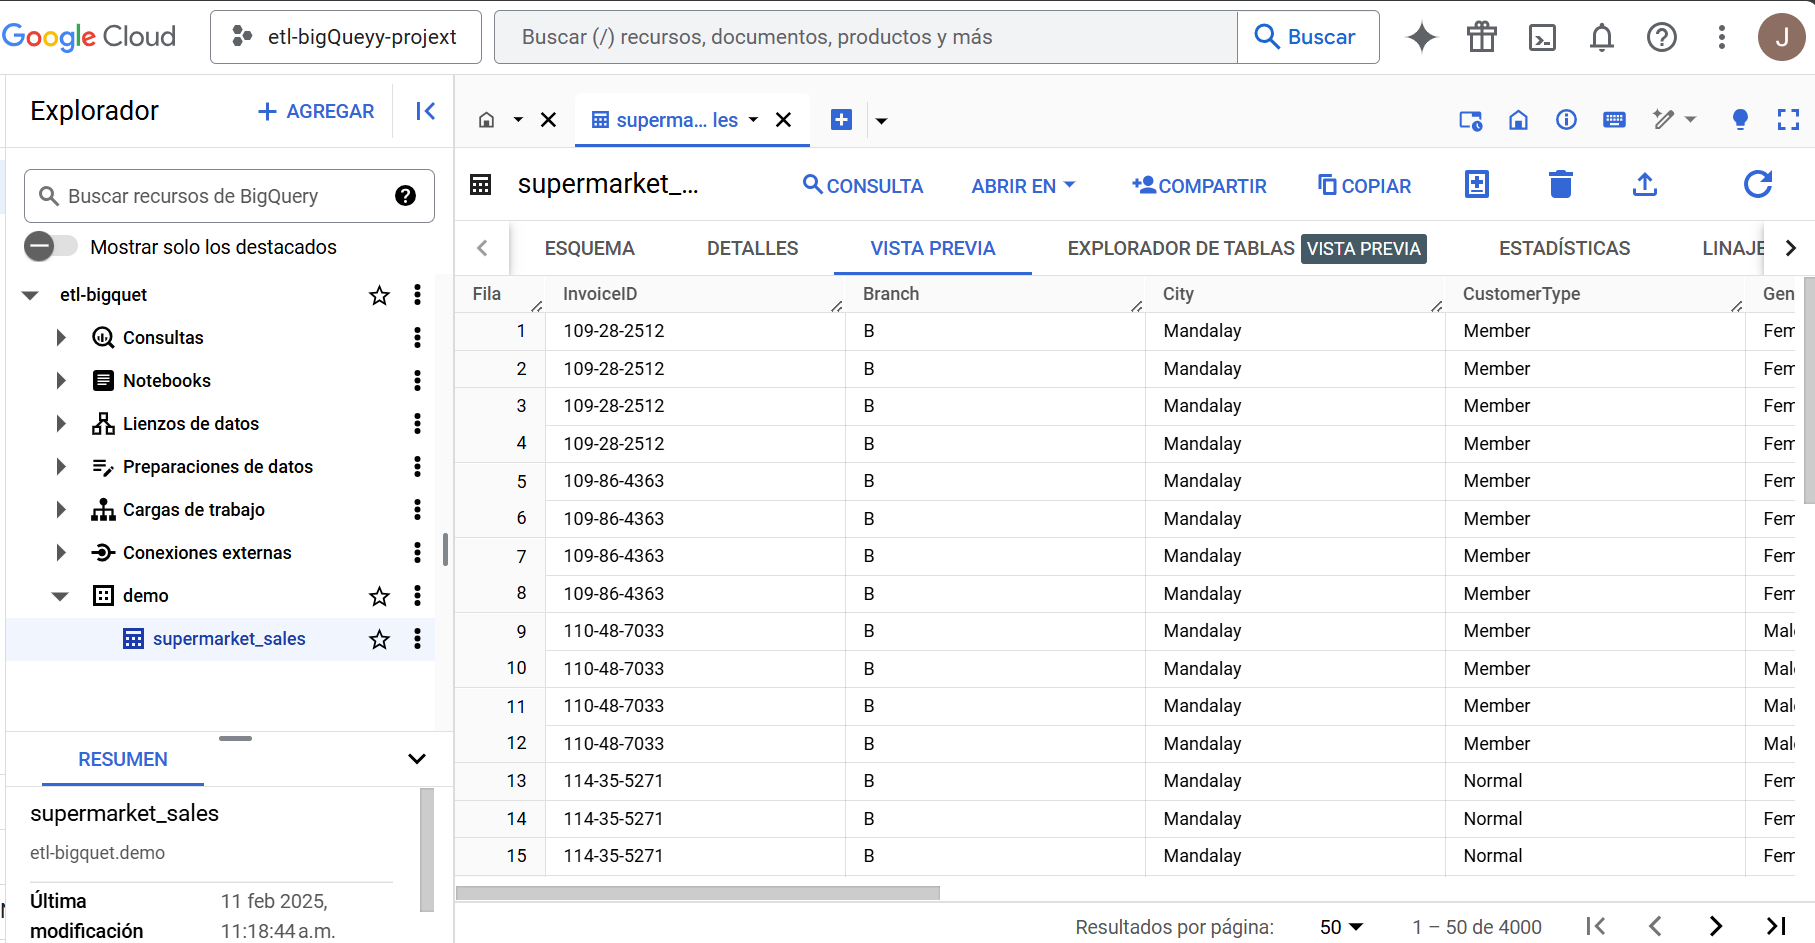 Google Cloud
etl-bigQueyy-projext
Buscar (/) recursos, documentos, productos y más
Buscar
J
Explorador
AGREGAR
Buscar recursos de BigQuery
Mostrar solo los destacados
etl-bigquet
Consultas
Notebooks
Lienzos de datos
Preparaciones de datos
Cargas de trabajo
Conexiones externas
demo
supermarket_sales
RESUMEN
supermarket_sales
etl-bigquet.demo
Última modificación 11 feb 2025, 11:18:44 a.m.
superma... les
supermarket_...
CONSULTA
ABRIR EN
COMPARTIR
COPIAR
ESQUEMA DETALLES VISTA PREVIA EXPLORADOR DE TABLAS VISTA PREVIA ESTADÍSTICAS LINAJE
Fila InvoiceID Branch City CustomerType Gen
1 109-28-2512 B Mandalay Member Fem
2 109-28-2512 B Mandalay Member Fem
3 109-28-2512 B Mandalay Member Fem
4 109-28-2512 B Mandalay Member Fem
5 109-86-4363 B Mandalay Member Fem
6 109-86-4363 B Mandalay Member Fem
7 109-86-4363 B Mandalay Member Fem
8 109-86-4363 B Mandalay Member Fem
9 110-48-7033 B Mandalay Member Male
10 110-48-7033 B Mandalay Member Male
11 110-48-7033 B Mandalay Member Male
12 110-48-7033 B Mandalay Member Male
13 114-35-5271 B Mandalay Normal Fem
14 114-35-5271 B Mandalay Normal Fem
15 114-35-5271 B Mandalay Normal Fem
Resultados por página: 50 1 – 50 de 4000